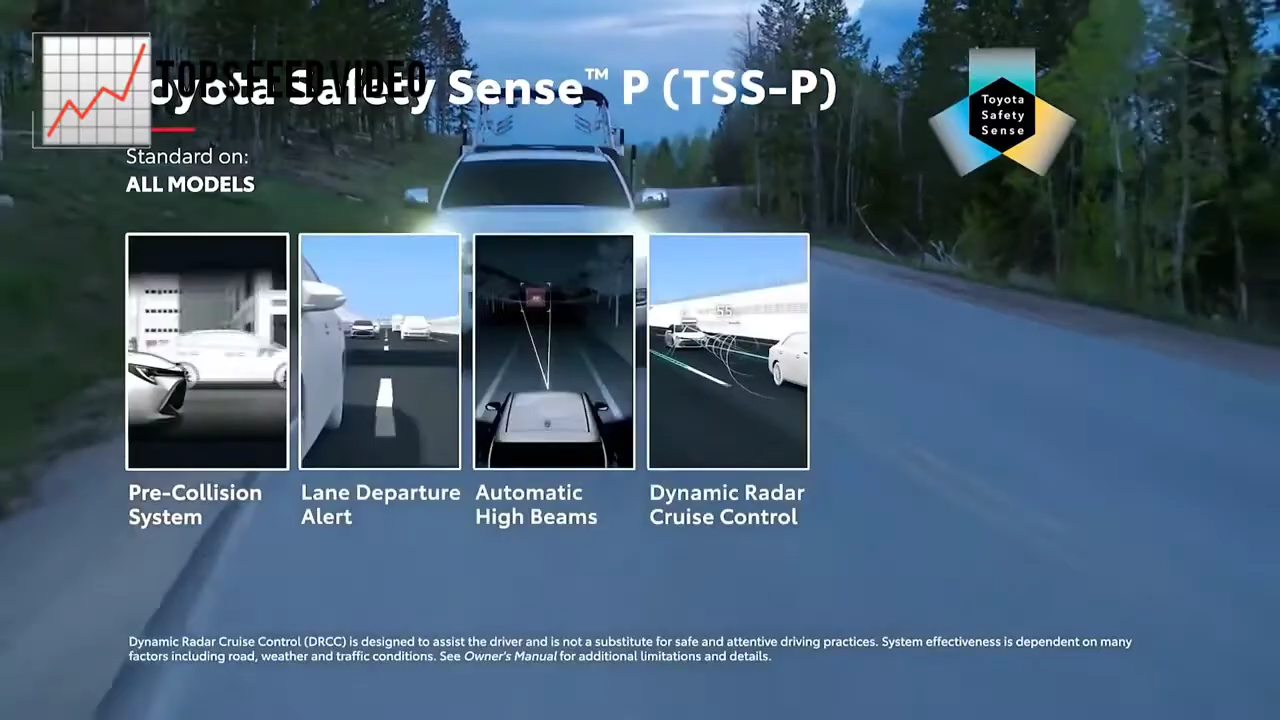 TOPSFEED.VIDEO
oyota Safety Sense™ P (TSS-P)
Toyota
Safety
Sense
Standard on:
ALL MODELS
55
Pre-Collision
System
Lane Departure
Alert
Automatic
High Beams
Dynamic Radar
Cruise Control
Dynamic Radar Cruise Control (DRCC) is designed to assist the driver and is not a substitute for safe and attentive driving practices. System effectiveness is dependent on many
factors including road, weather and traffic conditions. See Owner's Manual for additional limitations and details.